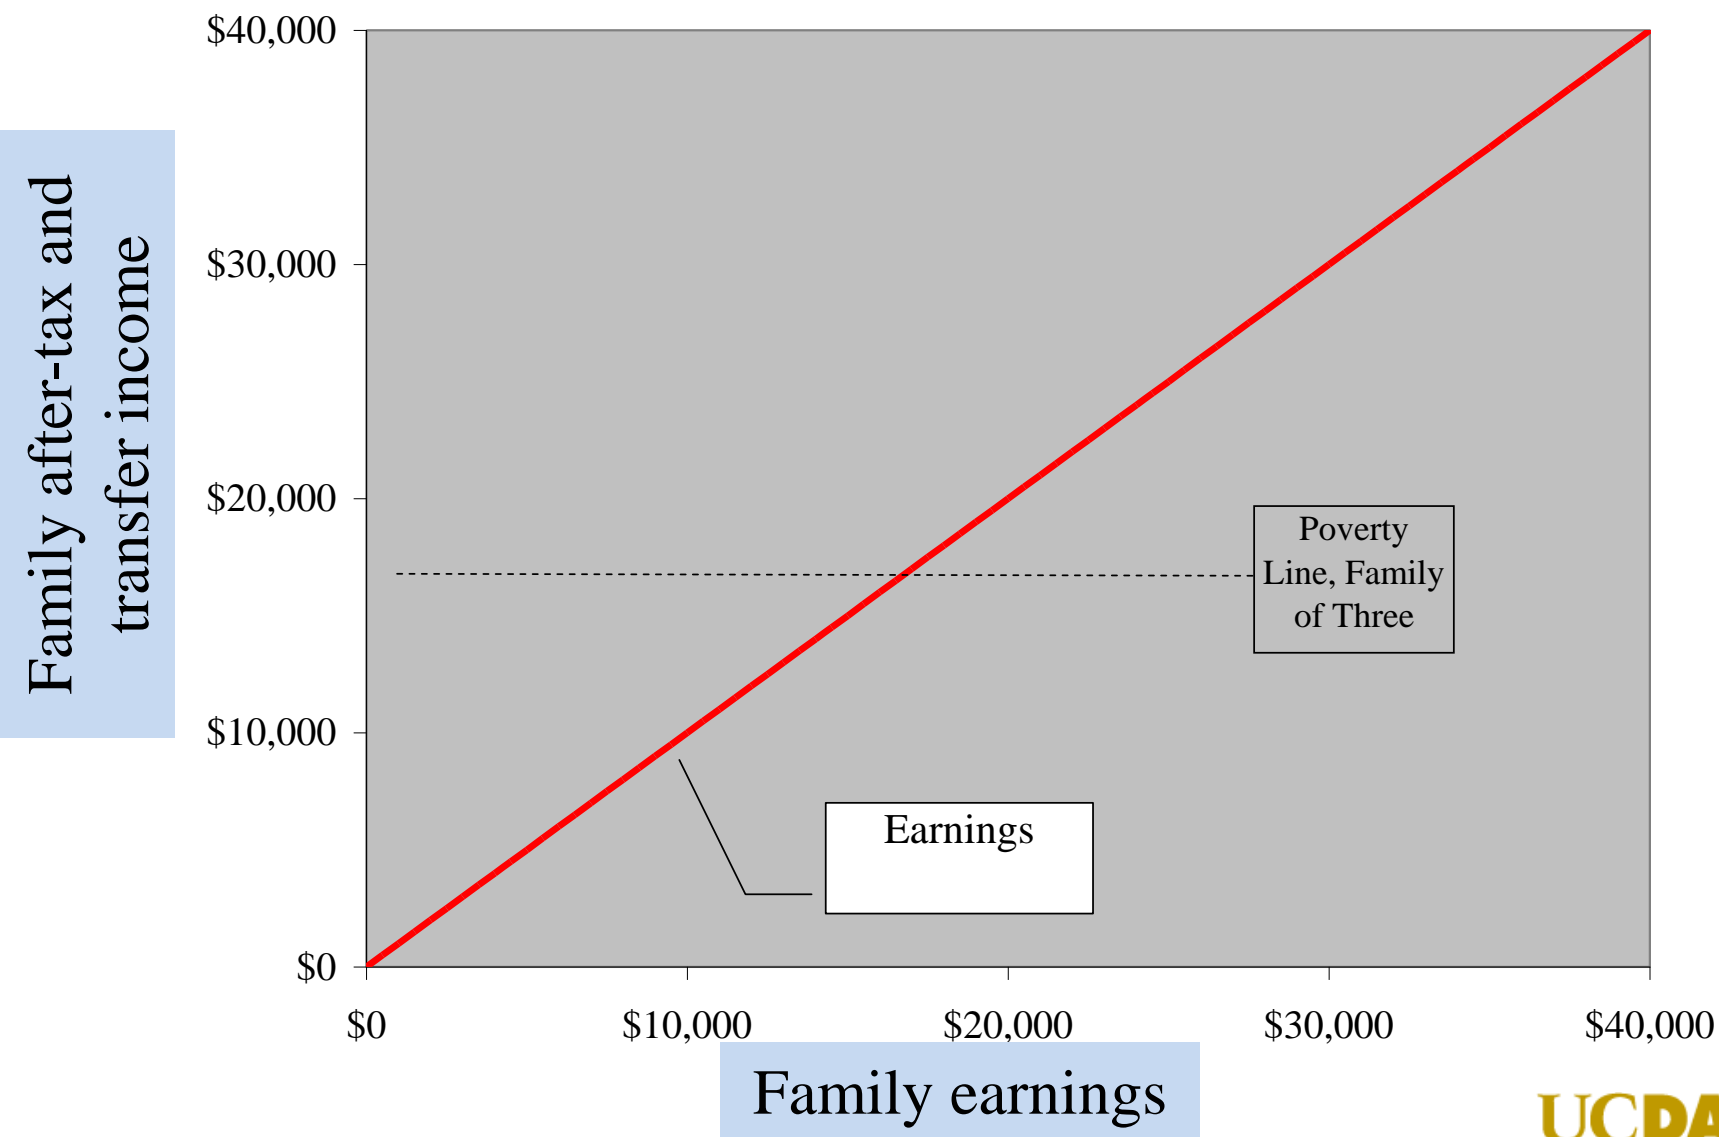 $40,000
$30,000
$20,000
$10,000
$0
Family after-tax and
transfer income
Poverty
Line, Family
of Three
Earnings
$0 $10,000 $20,000 $30,000 $40,000
Family earnings
UCDA